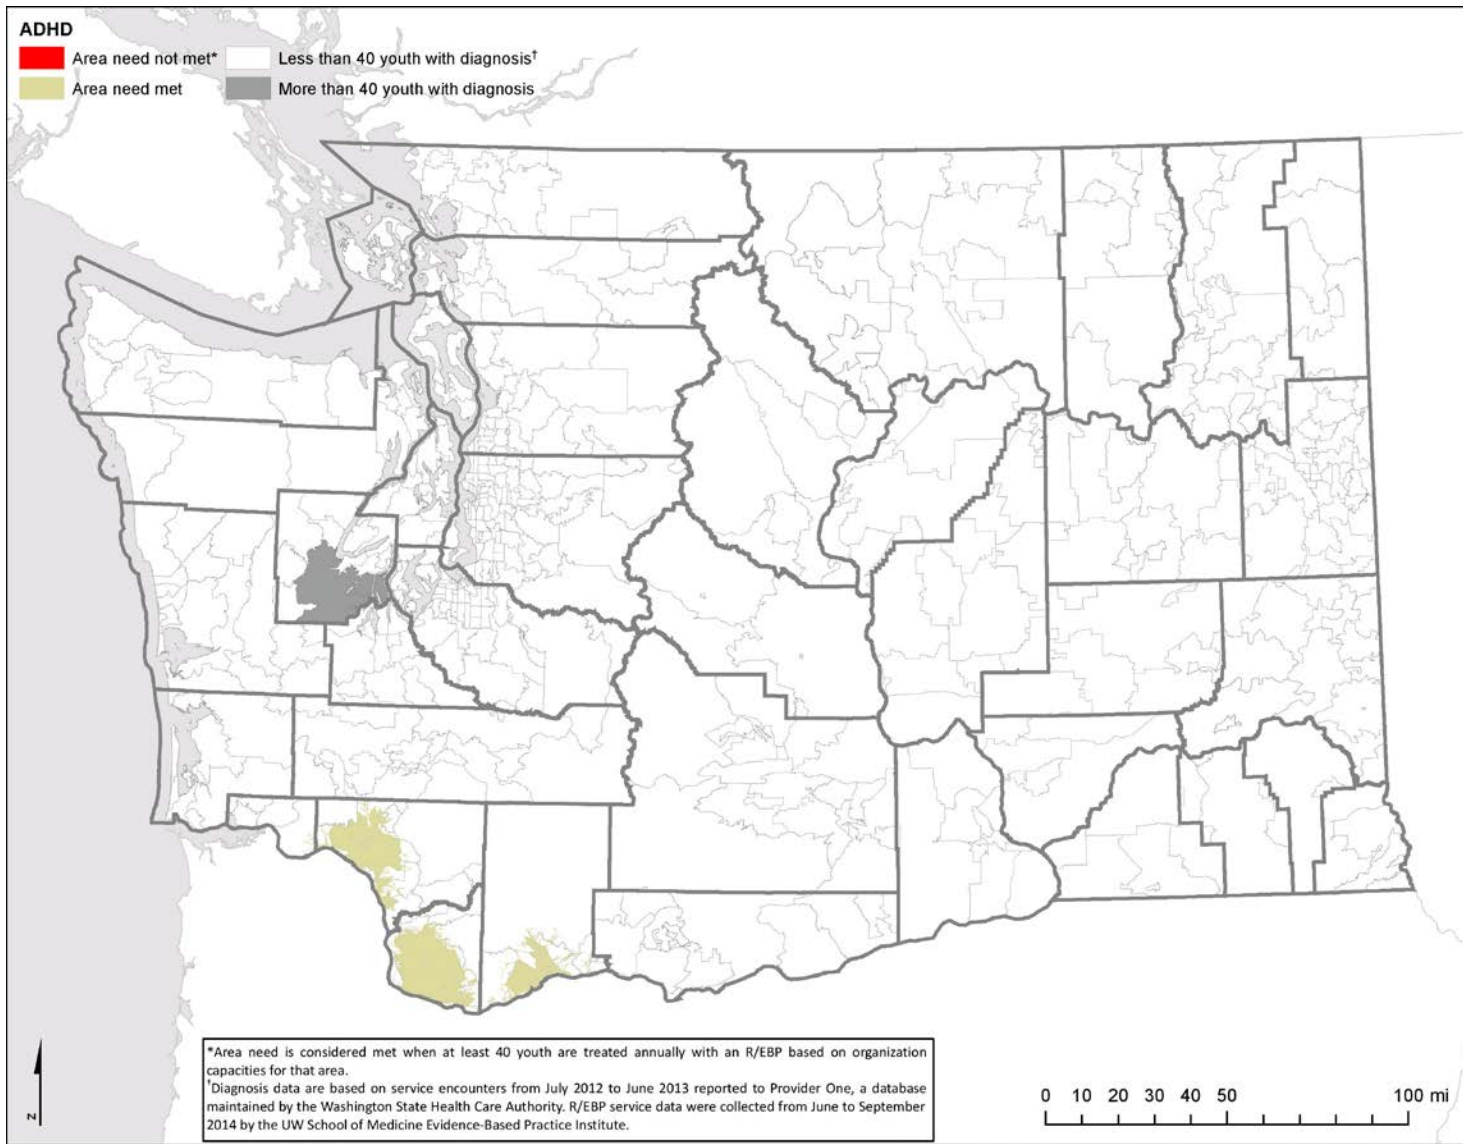 ADHD
Area need not met*
Less than 40 youth with diagnosis†
Area need met
More than 40 youth with diagnosis
*Area need is considered met when at least 40 youth are treated annually with an R/EBP based on organization
capacities for that area.
†Diagnosis data are based on service encounters from July 2012 to June 2013 reported to Provider One, a database
maintained by the Washington State Health Care Authority. R/EBP service data were collected from June to September
2014 by the UW School of Medicine Evidence-Based Practice Institute.
N
0 10 20 30 40 50 100 mi